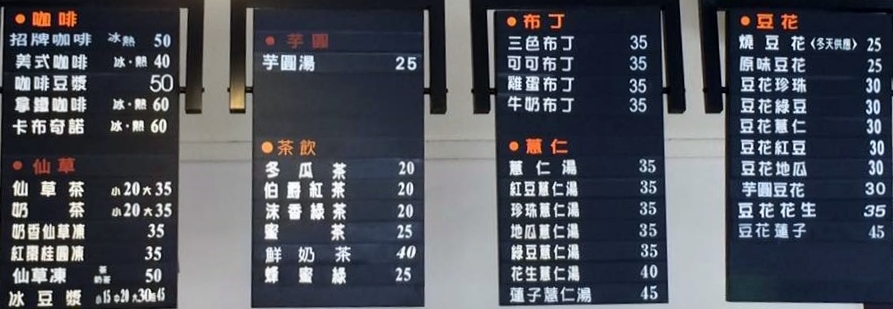 ● 咖啡
招牌咖啡 冰熱 50
美式咖啡 冰·熱 40
咖啡豆漿 50
拿鐵咖啡 冰·熱 60
卡布奇諾 冰·熱 60
● 仙草
仙草茶 小20大35
奶茶 小20大35
奶香仙草凍 35
紅棗桂圓凍 35
仙草凍 50
冰豆漿 小15中20大30 45
● 芋圓
芋圓湯 25
● 茶飲
冬瓜茶 20
伯爵紅茶 20
沫香綠茶 20
蜜茶 25
鮮奶茶 40
蜂蜜綠 25
● 布丁
三色布丁 35
可可布丁 35
雞蛋布丁 35
牛奶布丁 35
● 薏仁
薏仁湯 35
紅豆薏仁湯 35
珍珠薏仁湯 35
地瓜薏仁湯 35
綠豆薏仁湯 35
花生薏仁湯 40
蓮子薏仁湯 45
● 豆花
燒豆花〈冬天供應〉 25
原味豆花 25
豆花珍珠 30
豆花綠豆 30
豆花薏仁 30
豆花紅豆 30
豆花地瓜 30
芋圓豆花 30
豆花花生 35
豆花蓮子 45